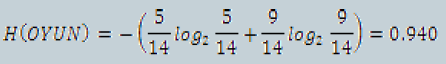 H(OYUN) = −(5/14 log₂ 5/14 + 9/14 log₂ 9/14) = 0.940